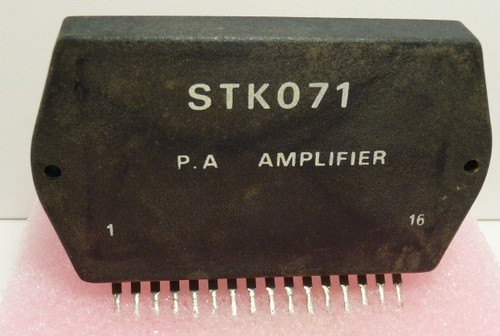 STK071
P.A AMPLIFIER
1 16